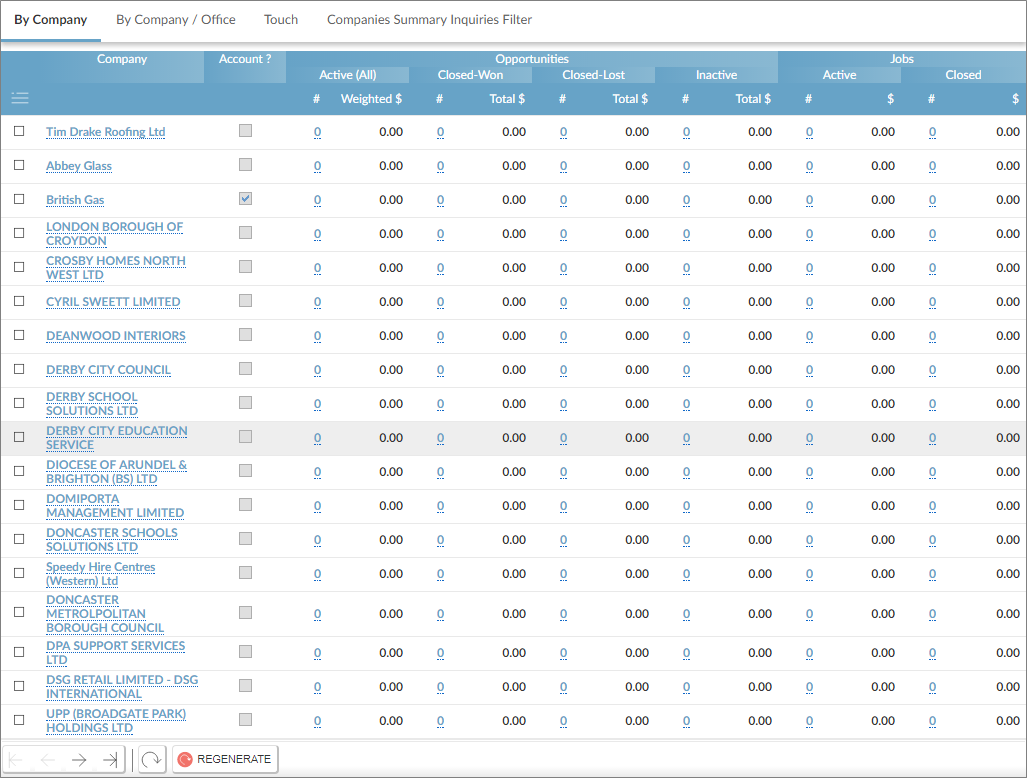 By Company By Company / Office Touch Companies Summary Inquiries Filter
Company Account ? Opportunities Jobs
Active (All) Closed-Won Closed-Lost Inactive Active Closed
# Weighted $ # Total $ # Total $ # Total $ # $ # $
Tim Drake Roofing Ltd 0 0.00 0 0.00 0 0.00 0 0.00 0 0.00 0 0.00
Abbey Glass 0 0.00 0 0.00 0 0.00 0 0.00 0 0.00 0 0.00
British Gas 0 0.00 0 0.00 0 0.00 0 0.00 0 0.00 0 0.00
LONDON BOROUGH OF
CROYDON 0 0.00 0 0.00 0 0.00 0 0.00 0 0.00 0 0.00
CROSBY HOMES NORTH
WEST LTD 0 0.00 0 0.00 0 0.00 0 0.00 0 0.00 0 0.00
CYRIL SWEETT LIMITED 0 0.00 0 0.00 0 0.00 0 0.00 0 0.00 0 0.00
DEANWOOD INTERIORS 0 0.00 0 0.00 0 0.00 0 0.00 0 0.00 0 0.00
DERBY CITY COUNCIL 0 0.00 0 0.00 0 0.00 0 0.00 0 0.00 0 0.00
DERBY SCHOOL
SOLUTIONS LTD 0 0.00 0 0.00 0 0.00 0 0.00 0 0.00 0 0.00
DERBY CITY EDUCATION
SERVICE 0 0.00 0 0.00 0 0.00 0 0.00 0 0.00 0 0.00
DIOCESE OF ARUNDEL &
BRIGHTON (BS) LTD 0 0.00 0 0.00 0 0.00 0 0.00 0 0.00 0 0.00
DOMIPORTA
MANAGEMENT LIMITED 0 0.00 0 0.00 0 0.00 0 0.00 0 0.00 0 0.00
DONCASTER SCHOOLS
SOLUTIONS LTD 0 0.00 0 0.00 0 0.00 0 0.00 0 0.00 0 0.00
Speedy Hire Centres
(Western) Ltd 0 0.00 0 0.00 0 0.00 0 0.00 0 0.00 0 0.00
DONCASTER
METROLPOLITAN
BOROUGH COUNCIL 0 0.00 0 0.00 0 0.00 0 0.00 0 0.00 0 0.00
DPA SUPPORT SERVICES
LTD 0 0.00 0 0.00 0 0.00 0 0.00 0 0.00 0 0.00
DSG RETAIL LIMITED - DSG
INTERNATIONAL 0 0.00 0 0.00 0 0.00 0 0.00 0 0.00 0 0.00
UPP (BROADGATE PARK)
HOLDINGS LTD 0 0.00 0 0.00 0 0.00 0 0.00 0 0.00 0 0.00
REGENERATE